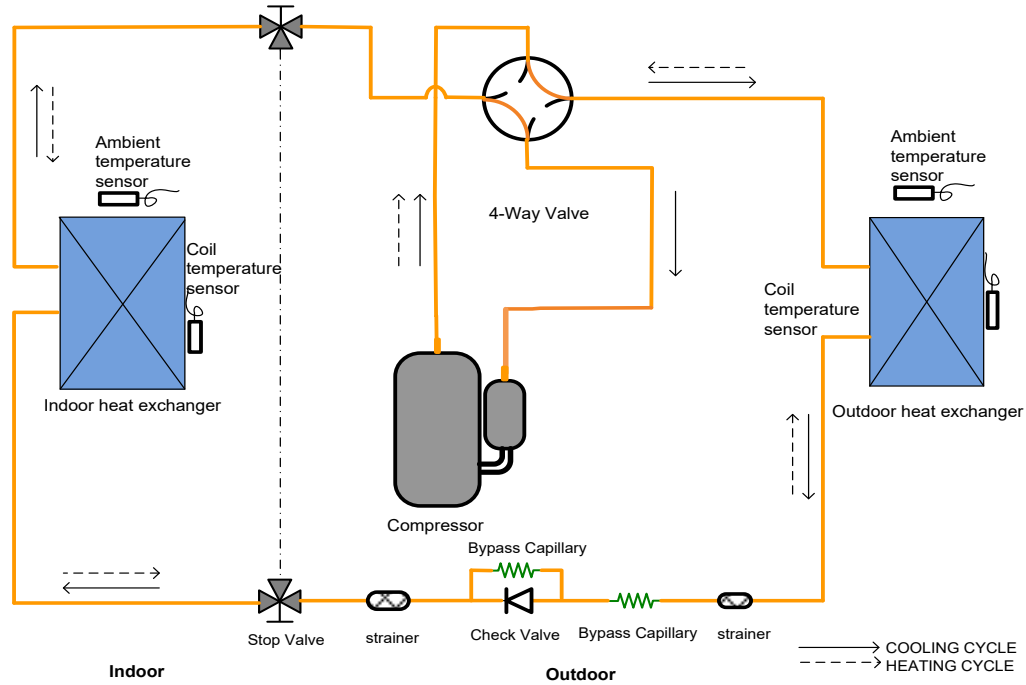 Ambient
temperature
sensor
Ambient
temperature
sensor
4-Way Valve
Coil
temperature
sensor
Coil
temperature
sensor
Indoor heat exchanger
Outdoor heat exchanger
Compressor
Bypass Capillary
Stop Valve
strainer
Check Valve
Bypass Capillary
strainer
COOLING CYCLE
HEATING CYCLE
Indoor
Outdoor